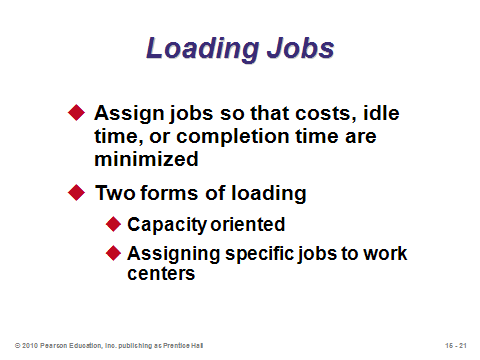 Loading Jobs
Assign jobs so that costs, idle
time, or completion time are
minimized
Two forms of loading
Capacity oriented
Assigning specific jobs to work
centers
© 2010 Pearson Education, Inc. publishing as Prentice Hall
15 - 21